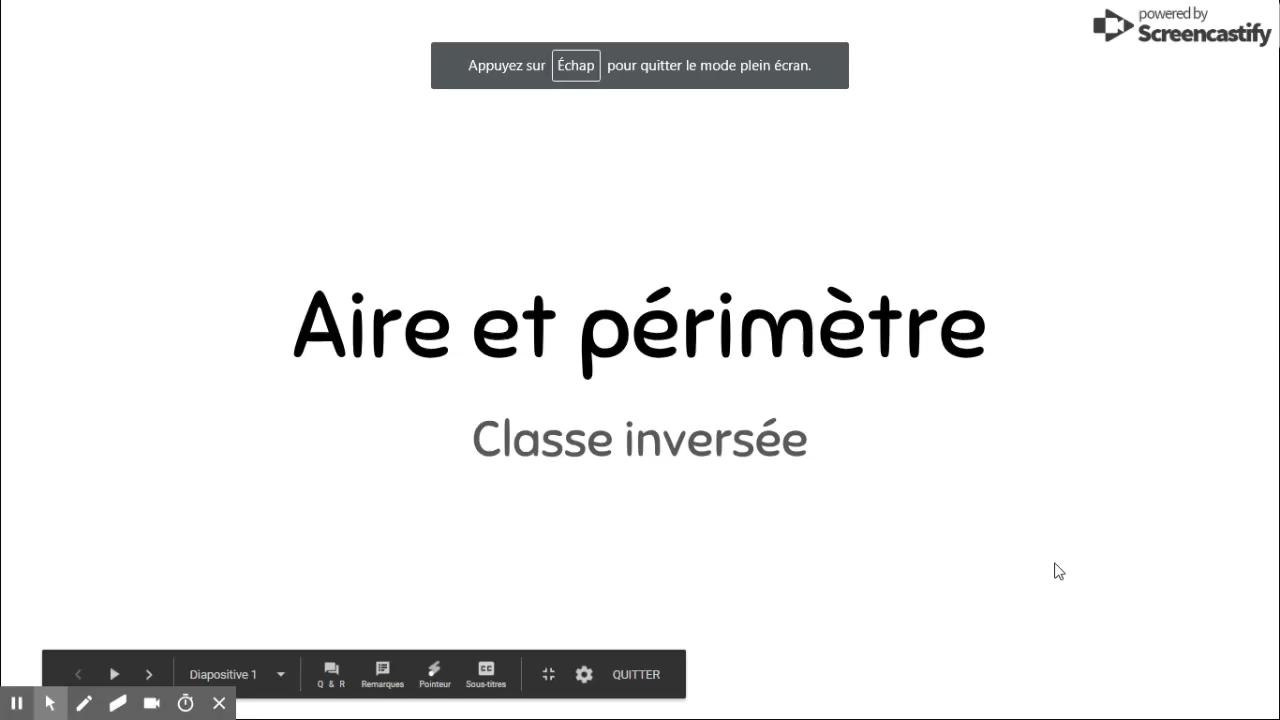 powered by
Screencastify
Appuyez sur Échap pour quitter le mode plein écran.
Aire et périmètre
Classe inversée
Diapositive 1
Q & R
Remarques
Pointeur
Sous-titres
QUITTER